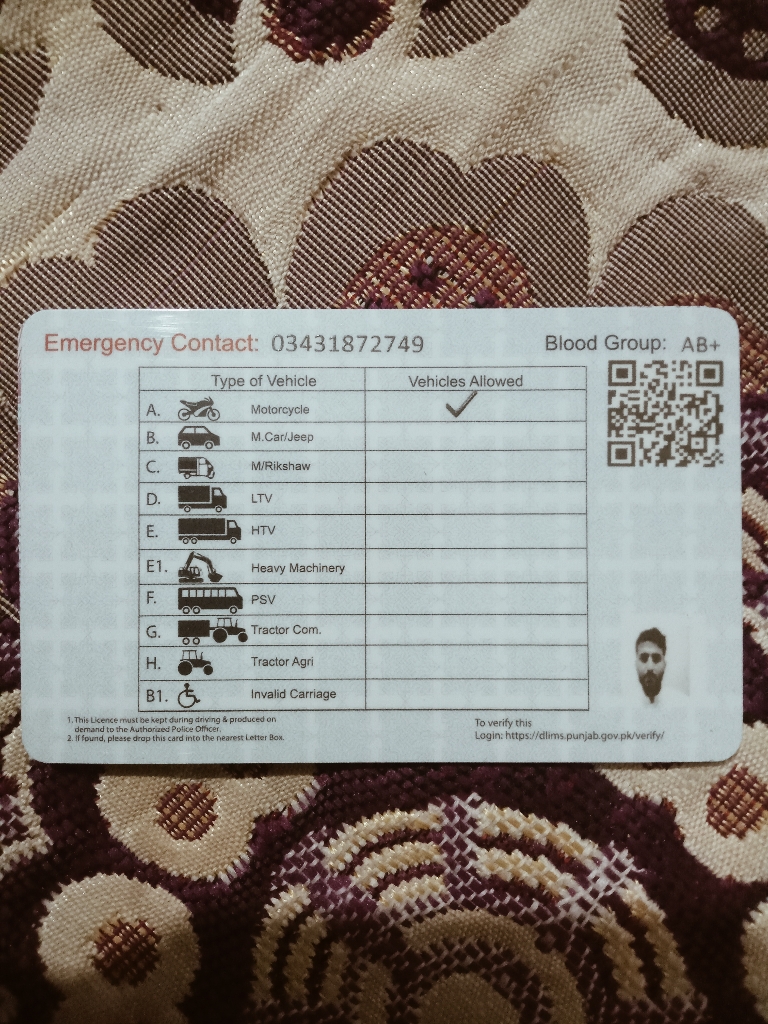 Emergency Contact: 03431872749 Blood Group: AB+
Type of Vehicle Vehicles Allowed
A. Motorcycle ✓
B. M.Car/Jeep
C. M/Rikshaw
D. LTV
E. HTV
E1. Heavy Machinery
F. PSV
G. Tractor Com.
H. Tractor Agri
B1. Invalid Carriage
1. This Licence must be kept during driving & produced on
demand to the Authorized Police Officer.
2. If found, please drop this card into the nearest Letter Box.
To verify this
Login: https://dlims.punjab.gov.pk/verify/